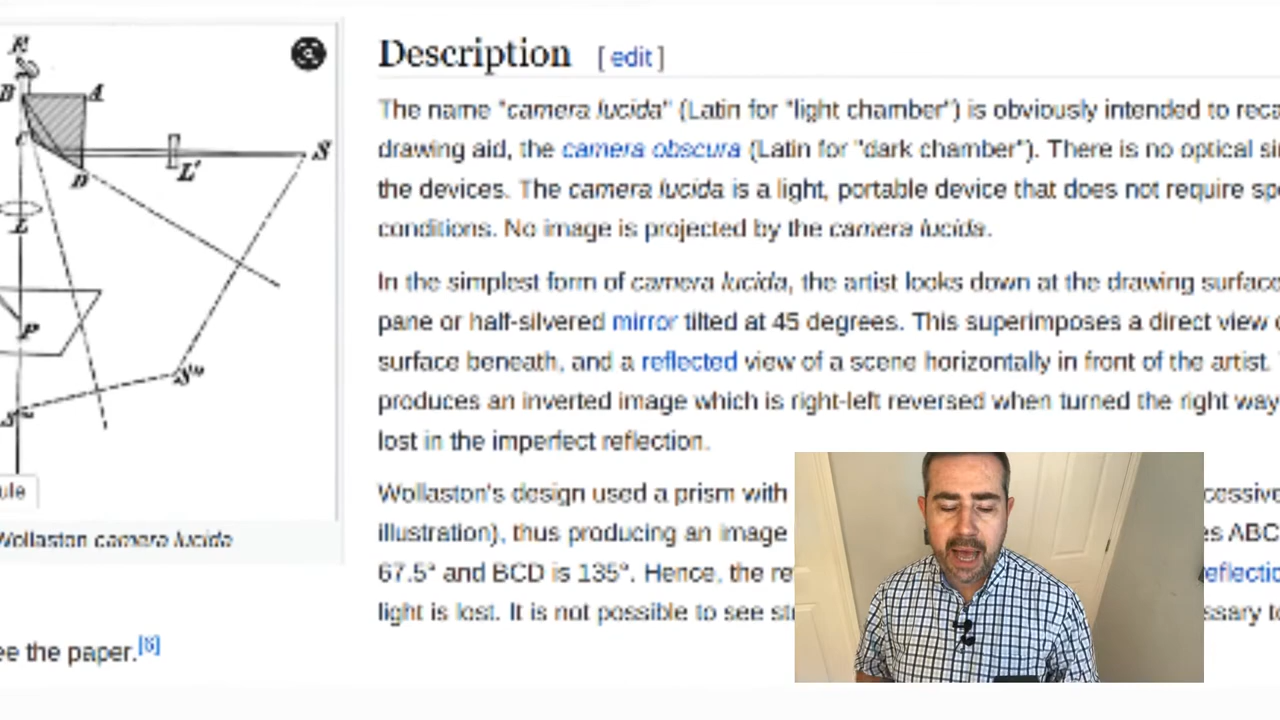 E
B
A
C
S
L'
D
L
P
S"
ule
Wollaston camera lucida
ee the paper.[6]
Description [ edit ]
The name "camera lucida" (Latin for "light chamber") is obviously intended to reca
drawing aid, the camera obscura (Latin for "dark chamber"). There is no optical si
the devices. The camera lucida is a light, portable device that does not require sp
conditions. No image is projected by the camera lucida.
In the simplest form of camera lucida, the artist looks down at the drawing surface
pane or half-silvered mirror tilted at 45 degrees. This superimposes a direct view
surface beneath, and a reflected view of a scene horizontally in front of the artist.
produces an inverted image which is right-left reversed when turned the right way
lost in the imperfect reflection.
Wollaston's design used a prism with cessive
illustration), thus producing an image es ABC
67.5° and BCD is 135°. Hence, the re eflectio
light is lost. It is not possible to see st ssary to